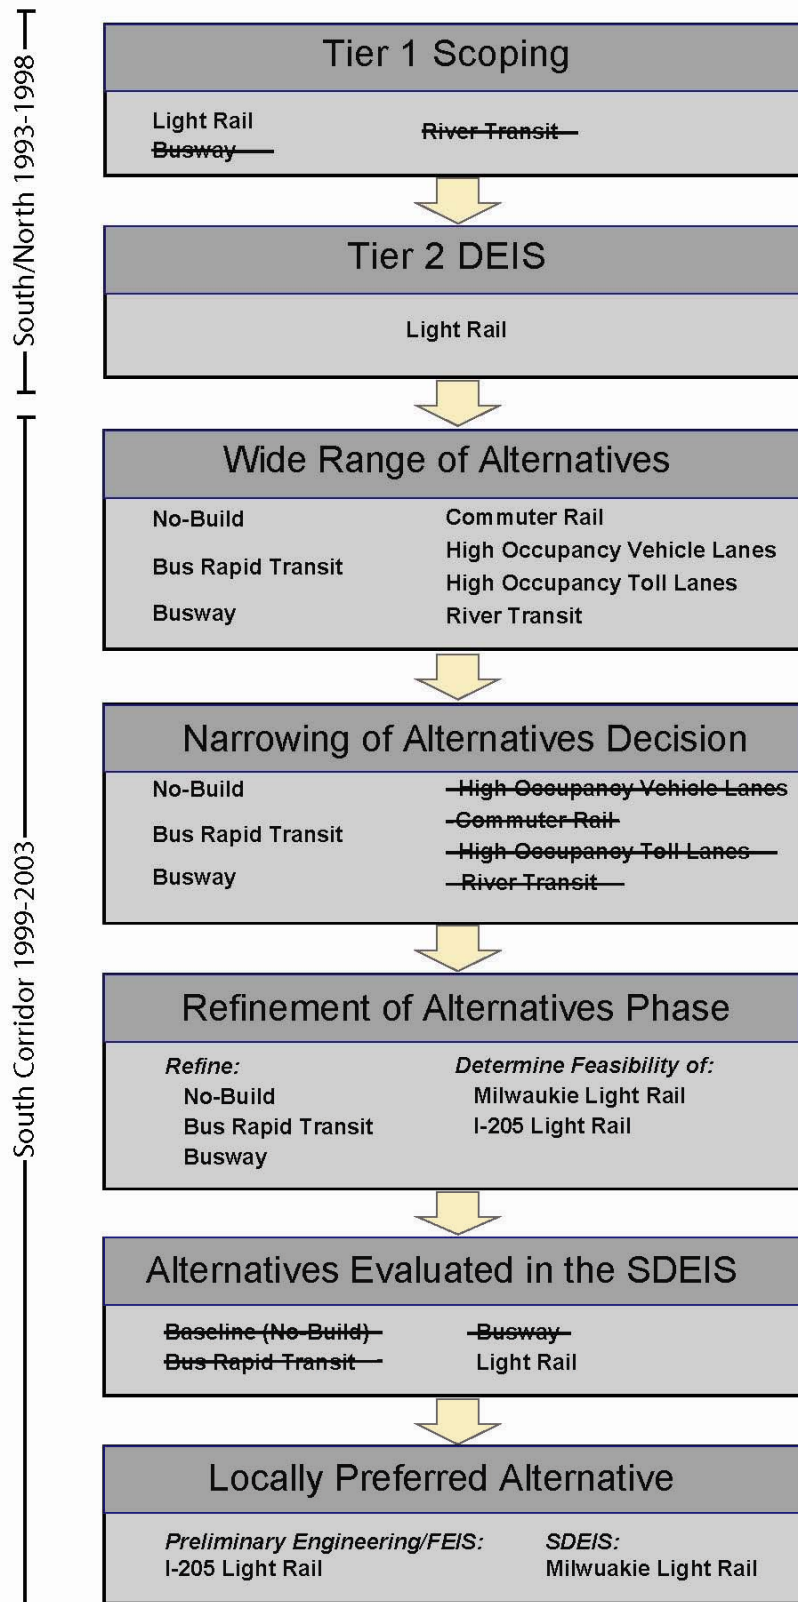 South/North 1993-1998
Tier 1 Scoping
Light Rail
Busway
River Transit
Tier 2 DEIS
Light Rail
South Corridor 1999-2003
Wide Range of Alternatives
No-Build
Bus Rapid Transit
Busway
Commuter Rail
High Occupancy Vehicle Lanes
High Occupancy Toll Lanes
River Transit
Narrowing of Alternatives Decision
No-Build
Bus Rapid Transit
Busway
High Occupancy Vehicle Lanes
Commuter Rail
High Occupancy Toll Lanes
River Transit
Refinement of Alternatives Phase
Refine:
No-Build
Bus Rapid Transit
Busway
Determine Feasibility of:
Milwaukie Light Rail
I-205 Light Rail
Alternatives Evaluated in the SDEIS
Baseline (No-Build)
Bus Rapid Transit
Busway
Light Rail
Locally Preferred Alternative
Preliminary Engineering/FEIS:
I-205 Light Rail
SDEIS:
Milwuakie Light Rail